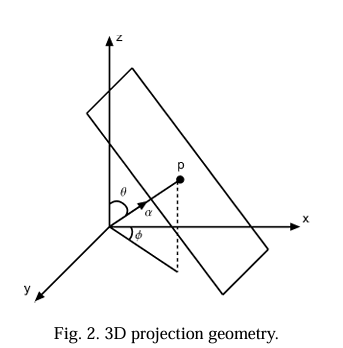 z
p
θ
α
x
ϕ
y
Fig. 2. 3D projection geometry.